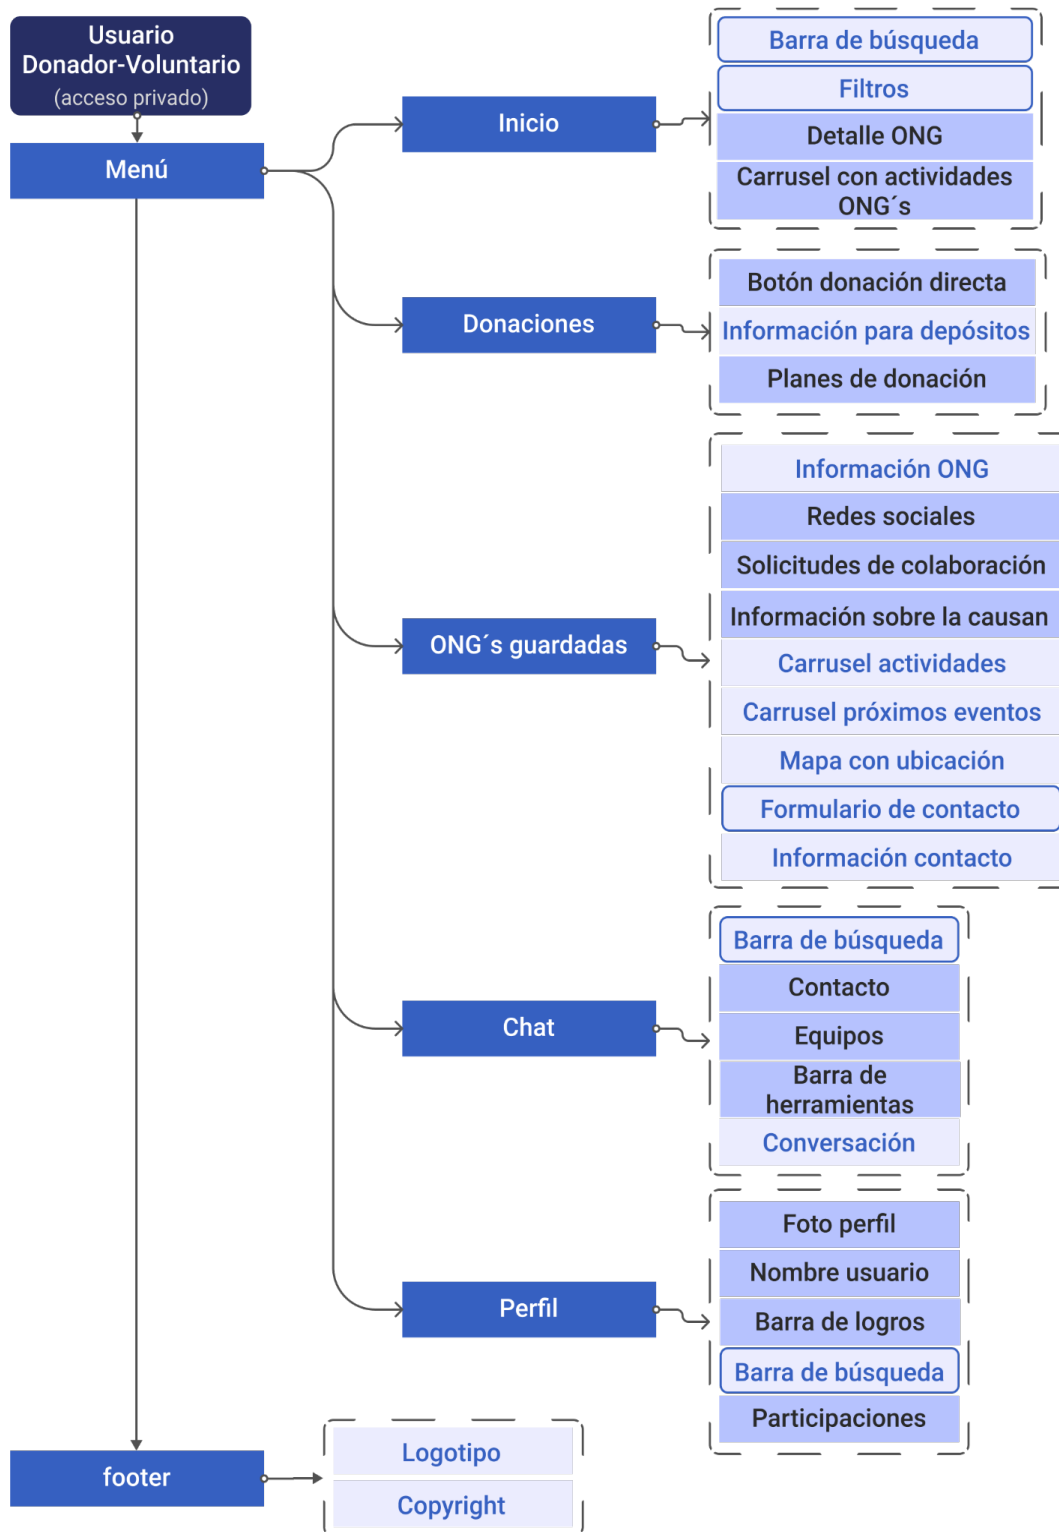 Usuario
Donador-Voluntario
(acceso privado)
Menú
Inicio
Barra de búsqueda
Filtros
Detalle ONG
Carrusel con actividades
ONG´s
Donaciones
Botón donación directa
Información para depósitos
Planes de donación
ONG´s guardadas
Información ONG
Redes sociales
Solicitudes de colaboración
Información sobre la causan
Carrusel actividades
Carrusel próximos eventos
Mapa con ubicación
Formulario de contacto
Información contacto
Chat
Barra de búsqueda
Contacto
Equipos
Barra de
herramientas
Conversación
Perfil
Foto perfil
Nombre usuario
Barra de logros
Barra de búsqueda
Participaciones
footer
Logotipo
Copyright